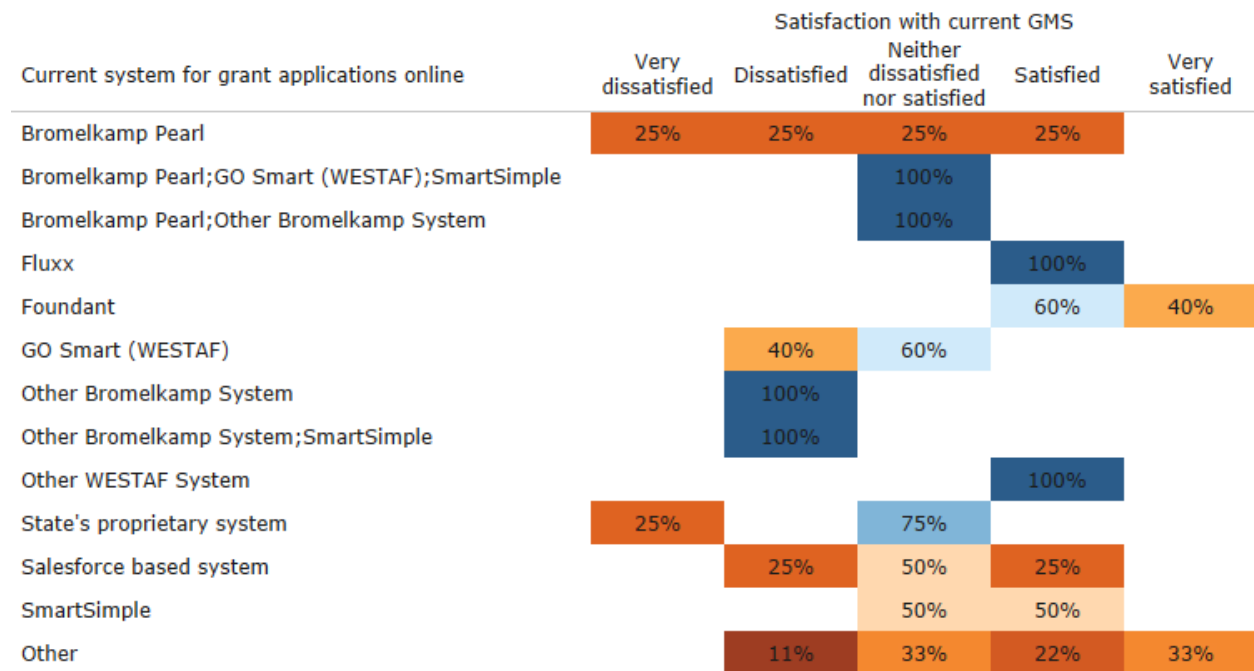 Satisfaction with current GMS
Current system for grant applications online
Very dissatisfied
Dissatisfied
Neither dissatisfied nor satisfied
Satisfied
Very satisfied
Bromelkamp Pearl 25% 25% 25% 25%
Bromelkamp Pearl;GO Smart (WESTAF);SmartSimple 100%
Bromelkamp Pearl;Other Bromelkamp System 100%
Fluxx 100%
Foundant 60% 40%
GO Smart (WESTAF) 40% 60%
Other Bromelkamp System 100%
Other Bromelkamp System;SmartSimple 100%
Other WESTAF System 100%
State's proprietary system 25% 75%
Salesforce based system 25% 50% 25%
SmartSimple 50% 50%
Other 11% 33% 22% 33%